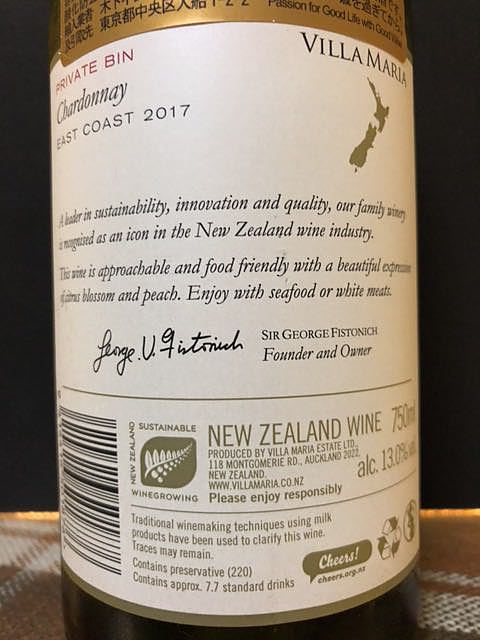 東京都中央区入船1-2-2
Passion for Good Life with Good Wine
PRIVATE BIN
Chardonnay
EAST COAST 2017
VILLA MARIA
A leader in sustainability, innovation and quality, our family winery
is recognised as an icon in the New Zealand wine industry.
This wine is approachable and food friendly with a beautiful expression
of citrus blossom and peach. Enjoy with seafood or white meats.
George V. Fistonich
SIR GEORGE FISTONICH
Founder and Owner
NEW ZEALAND
SUSTAINABLE
WINEGROWING
NEW ZEALAND WINE 750ml
PRODUCED BY VILLA MARIA ESTATE LTD.,
118 MONTGOMERIE RD., AUCKLAND 2022,
NEW ZEALAND.
WWW.VILLAMARIA.CO.NZ
alc. 13.0% vol.
Please enjoy responsibly
Traditional winemaking techniques using milk
products have been used to clarify this wine.
Traces may remain.
Contains preservative (220)
Contains approx. 7.7 standard drinks
Cheers!
cheers.org.nz